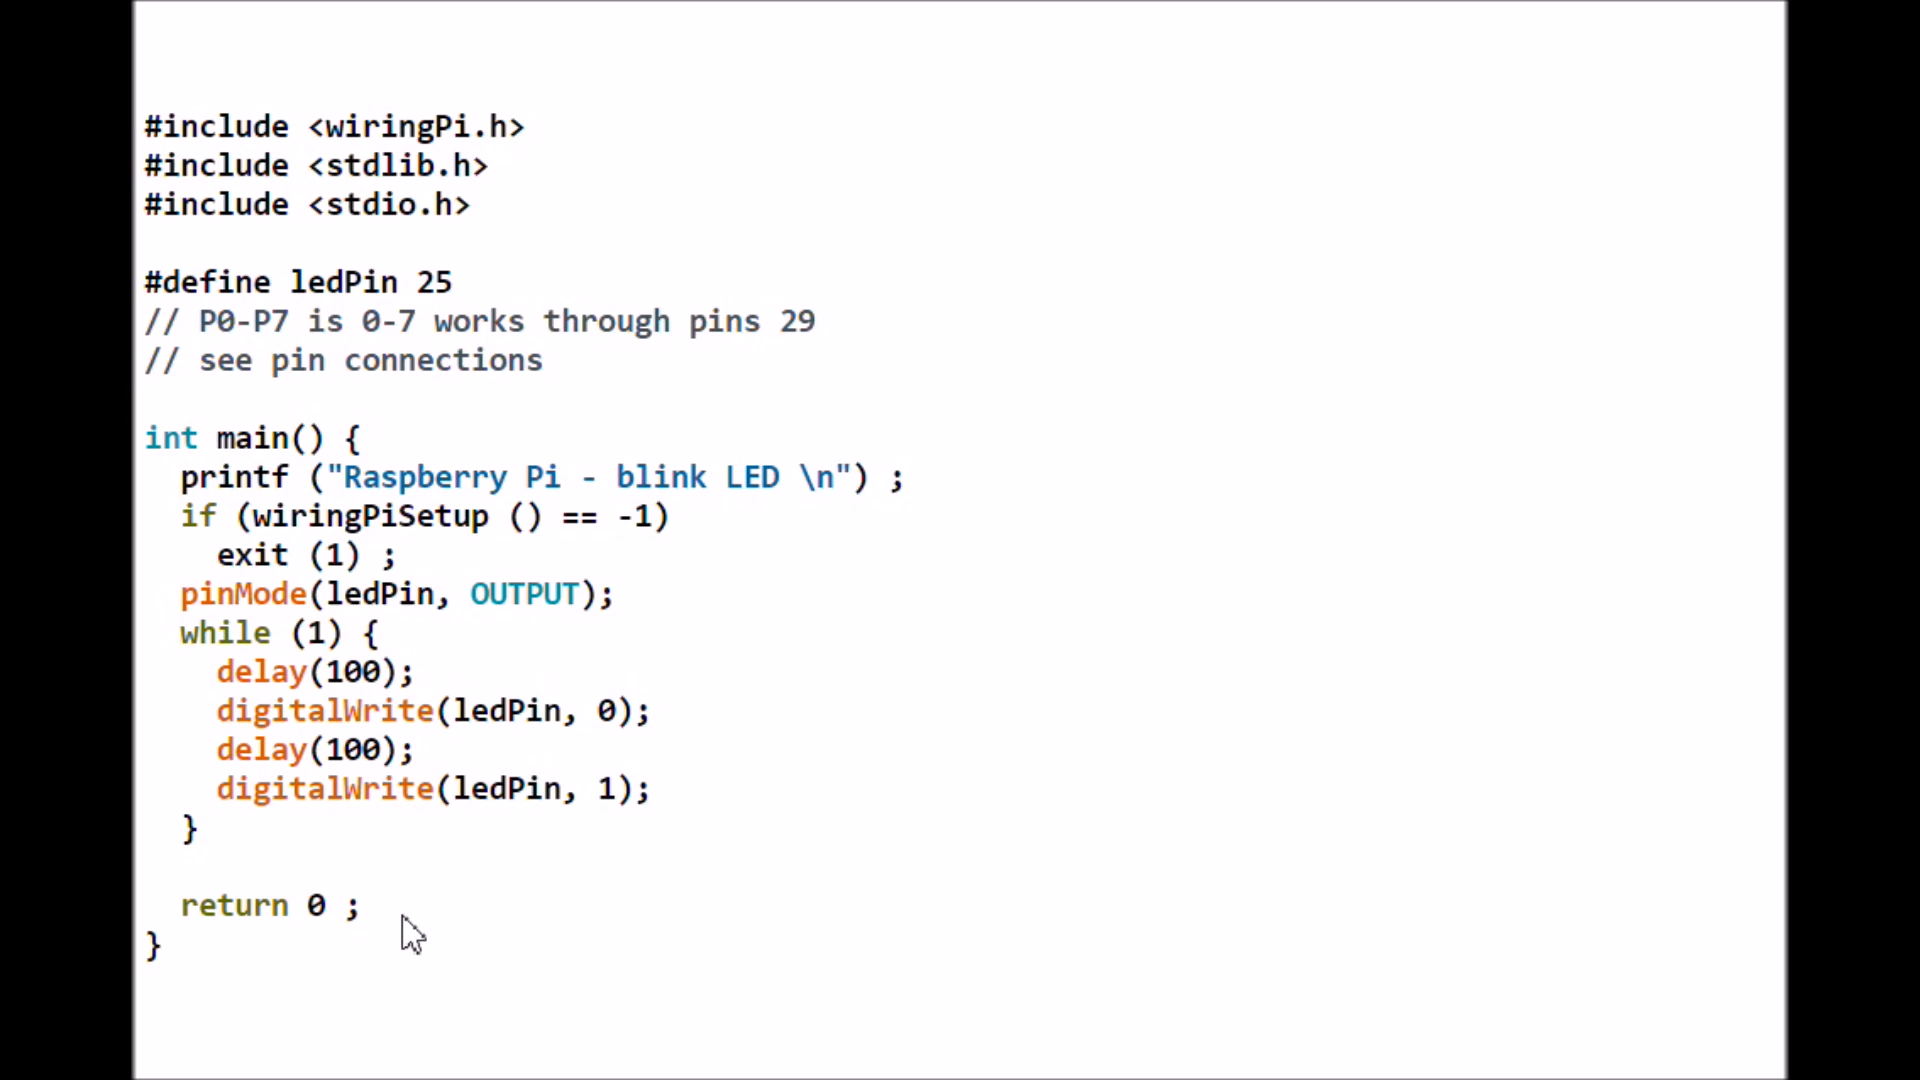 #include <wiringPi.h>
#include <stdlib.h>
#include <stdio.h>
#define ledPin 25
// P0-P7 is 0-7 works through pins 29
// see pin connections
int main() {
printf ("Raspberry Pi - blink LED \n") ;
if (wiringPiSetup () == -1)
exit (1) ;
pinMode(ledPin, OUTPUT);
while (1) {
delay(100);
digitalWrite(ledPin, 0);
delay(100);
digitalWrite(ledPin, 1);
}
return 0 ;
}